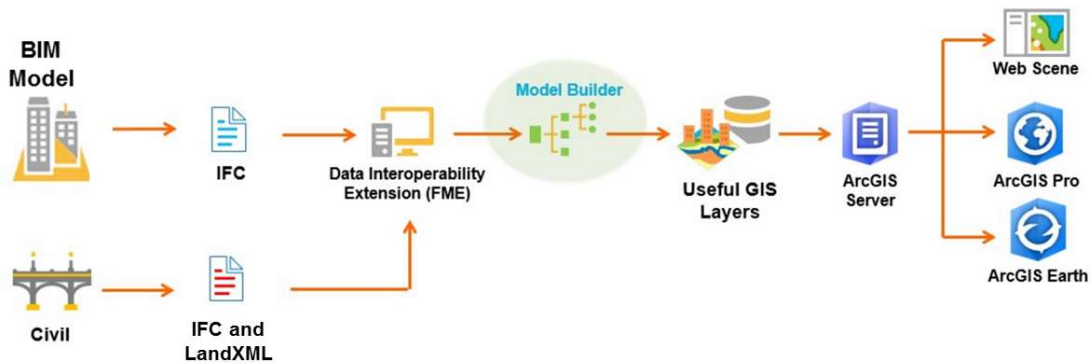 BIM
Model
IFC
Data Interoperability
Extension (FME)
Model Builder
Useful GIS
Layers
ArcGIS
Server
Web Scene
ArcGIS Pro
ArcGIS Earth
Civil
IFC and
LandXML